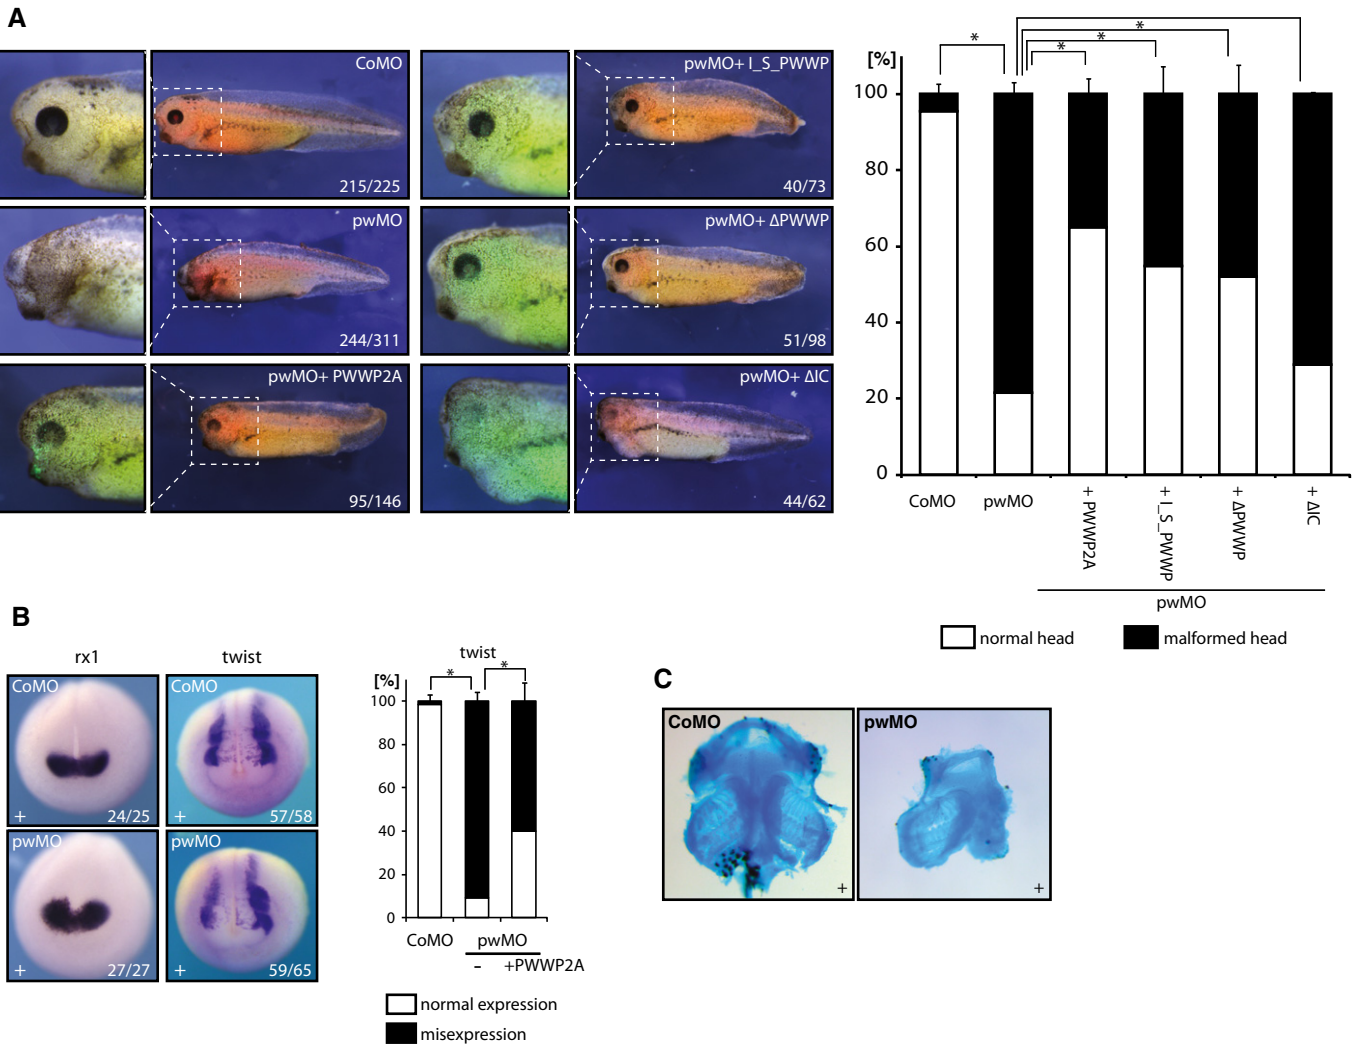 A
CoMO
215/225
pwMO+ I_S_PWWP
40/73
pwMO
244/311
pwMO+ ΔPWWP
51/98
pwMO+ PWWP2A
95/146
pwMO+ ΔIC
44/62
[%]
* * * *
100
80
60
40
20
0
CoMO
pwMO
+ PWWP2A
+ I_S_PWWP
+ ΔPWWP
+ ΔIC
pwMO
normal head
malformed head
B
rx1
twist
CoMO
+
24/25
CoMO
57/58
pwMO
+
27/27
pwMO
+
59/65
twist
[%]
* *
100
80
60
40
20
0
CoMO
pwMO
- +PWWP2A
normal expression
misexpression
C
CoMO
+
pwMO
+